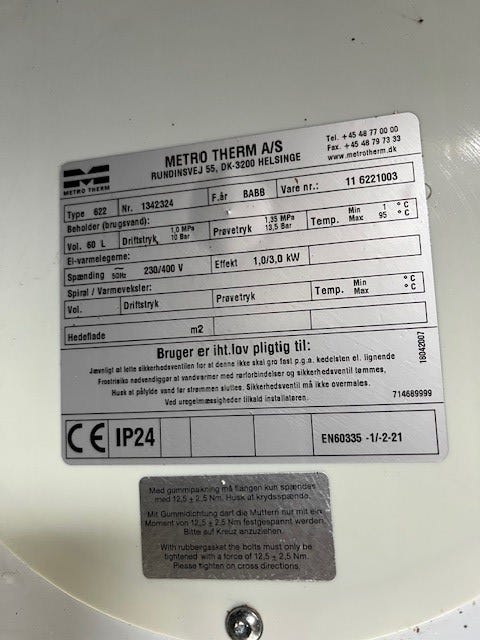 METRO THERM
METRO THERM A/S
RUNDINSVEJ 55, DK-3200 HELSINGE
Tel. +45 48 77 00 00
Fax. +45 48 79 73 33
www.metrotherm.dk
Type 622 Nr. 1342324 F.år BABB Vare nr.: 11 6221003
Beholder (brugsvand):
Vol. 60 L Driftstryk 1,0 MPa 10 Bar Prøvetryk 1,35 MPa 13,5 Bar Temp. Min 1 °C Max 95 °C
El-varmelegeme:
Spænding ~ 50Hz 230/400 V Effekt 1,0/3,0 kW
Spiral / Varmeveksler:
Vol. Driftstryk Prøvetryk Temp. Min °C Max °C
Hedeflade m2
Bruger er iht.lov pligtig til:
Jævnligt at lette sikkerhedsventilen for at denne ikke skal gro fast p.g.a. kedelsten el. lignende
Frostrisiko nødvendiggør at vandvarmer med rørforbindelser og sikkerhedsventil - tømmes,
Husk at påfylde vand før strømmen sluttes. Sikkerhedsventil må ikke overmales.
Ved uregelmæssigheder tilkald installatøren.
18042007
714689999
CE IP24 EN60335 -1/-2-21
Med gummipakning må flangen kun spændes
med 12,5 ± 2,5 Nm. Husk at krydsspænde.
Mit Gummidichtung dart die Muttern nur mit ein
Moment von 12,5 ± 2,5 Nm festgespannt werden.
Bitte auf Kreuz anzuziehen.
With rubbergasket the bolts must only be
tightened with a force of 12,5 ± 2,5 Nm.
Please tighten on cross directions.